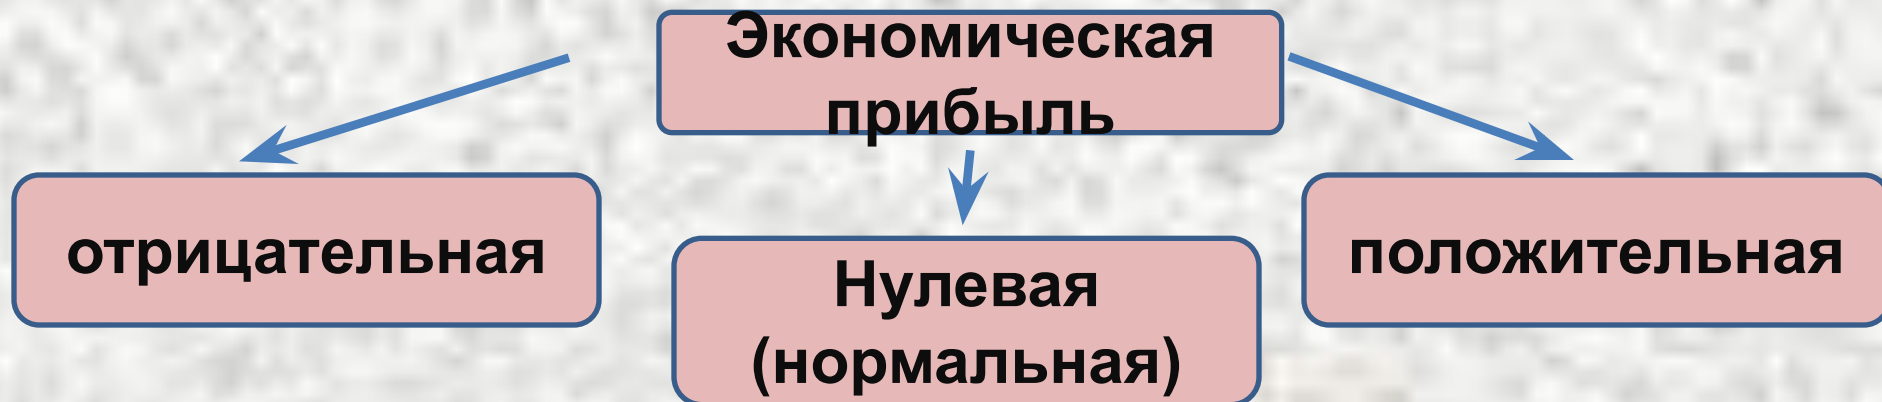 Экономическая
прибыль
отрицательная
Нулевая
(нормальная)
положительная